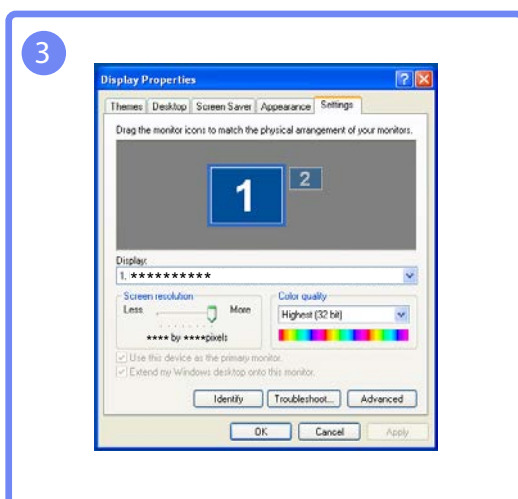 3
Display Properties
Themes Desktop Screen Saver Appearance Settings
Drag the monitor icons to match the physical arrangement of your monitors.
1 2
Display:
1. **********
Screen resolution
Less More
**** by ****pixels
Color quality
Highest (32 bit)
Use this device as the primary monitor.
Extend my Windows desktop onto this monitor.
Identify Troubleshoot... Advanced
OK Cancel Apply